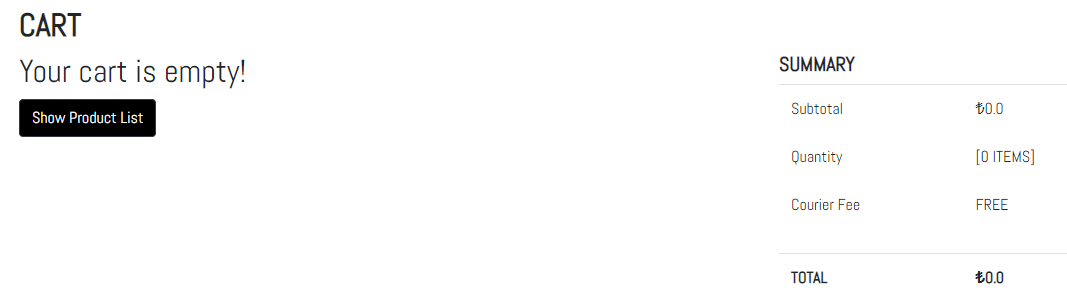 CART
Your cart is empty!
Show Product List
SUMMARY
Subtotal ₺0.0
Quantity [0 ITEMS]
Courier Fee FREE
TOTAL ₺0.0